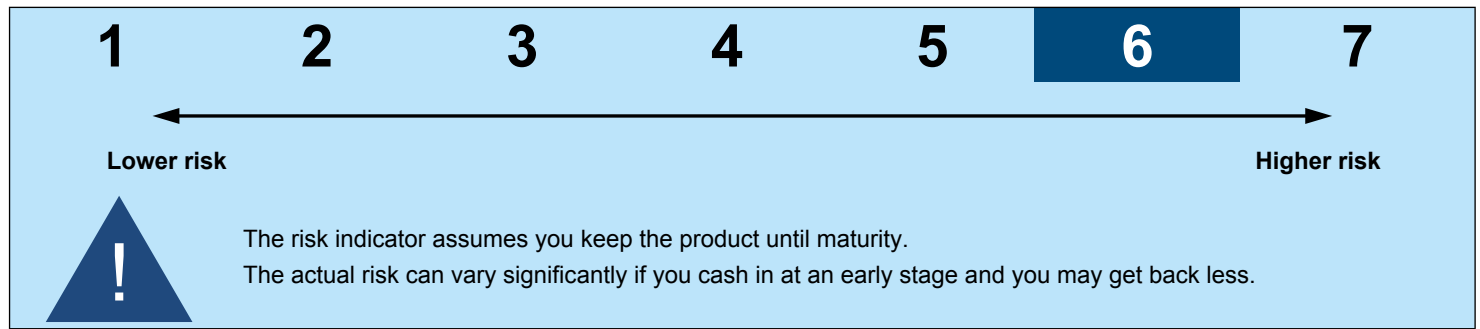 1 2 3 4 5 6 7
Lower risk Higher risk
!
The risk indicator assumes you keep the product until maturity.
The actual risk can vary significantly if you cash in at an early stage and you may get back less.